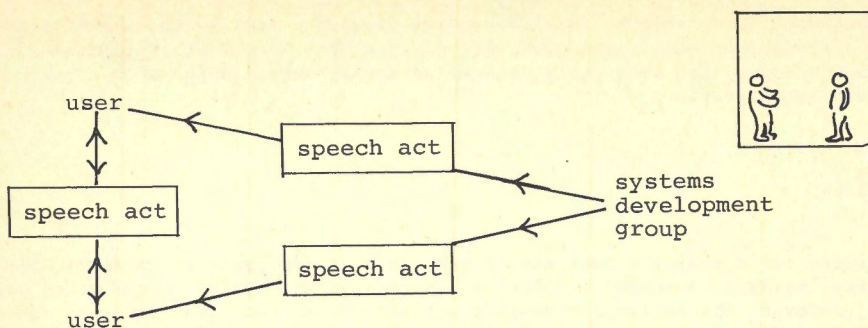 user
speech act
speech act
systems
development
group
speech act
user